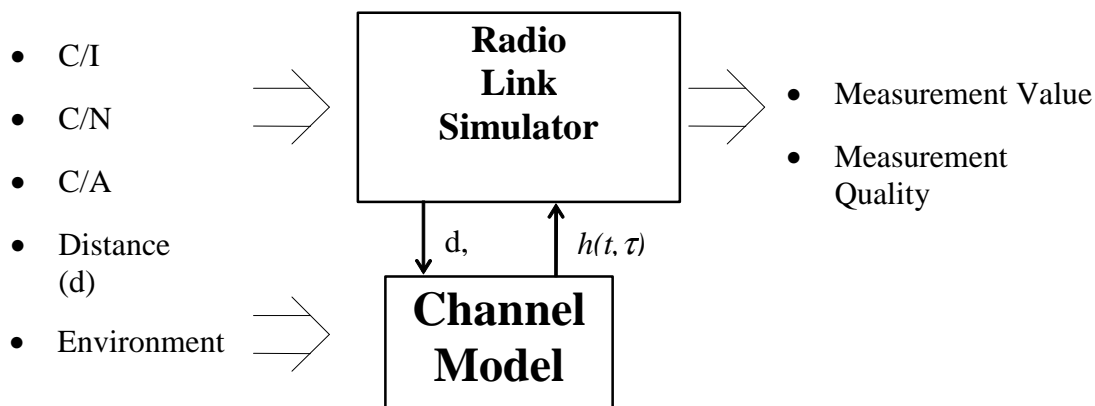 • C/I
• C/N
• C/A
• Distance
(d)
• Environment
Radio
Link
Simulator
d,
h(t, τ)
Channel
Model
• Measurement Value
• Measurement
Quality